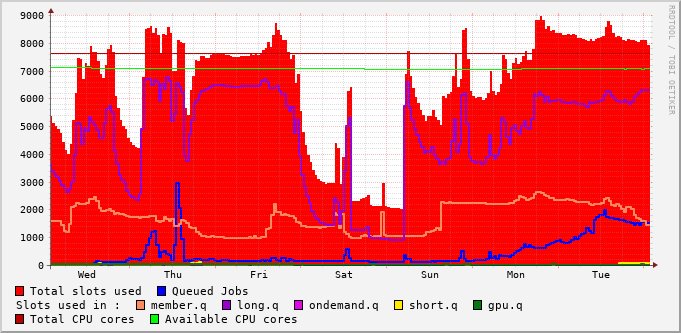 9000
8000
7000
6000
5000
4000
3000
2000
1000
0
Wed Thu Fri Sat Sun Mon Tue
RRDTOOL / TOBI OETIKER
Total slots used Queued Jobs
Slots used in : member.q long.q ondemand.q short.q gpu.q
Total CPU cores Available CPU cores